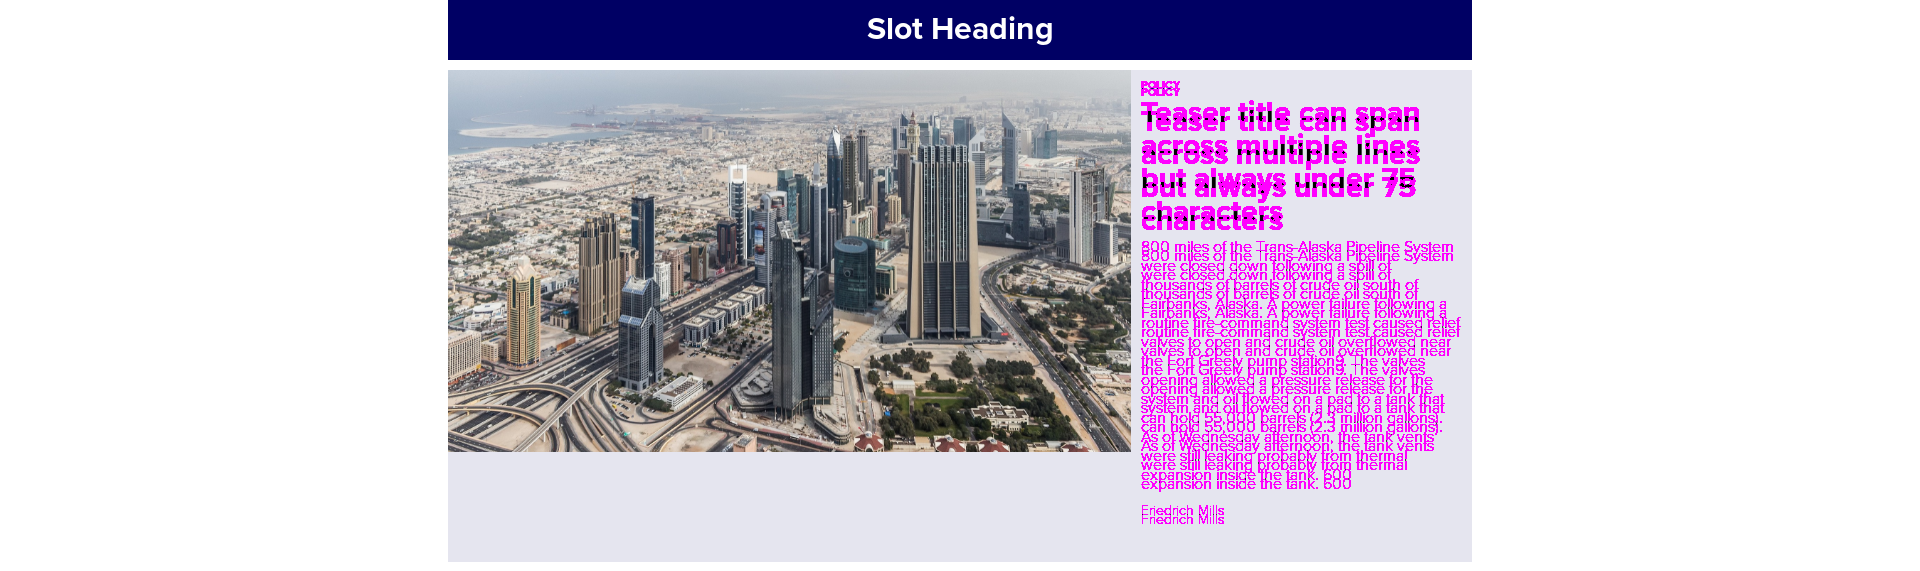 Slot Heading
POLICY
Teaser title can span
across multiple lines
but always under 75
characters
800 miles of the Trans-Alaska Pipeline System
were closed down following a spill of
thousands of barrels of crude oil south of
Fairbanks, Alaska. A power failure following a
routine fire-command system test caused relief
valves to open and crude oil overflowed near
the Fort Greely pump station9. The valves
opening allowed a pressure release for the
system and oil flowed on a pad to a tank that
can hold 55,000 barrels (2.3 million gallons).
As of Wednesday afternoon, the tank vents
were still leaking probably from thermal
expansion inside the tank. 600
Friedrich Mills